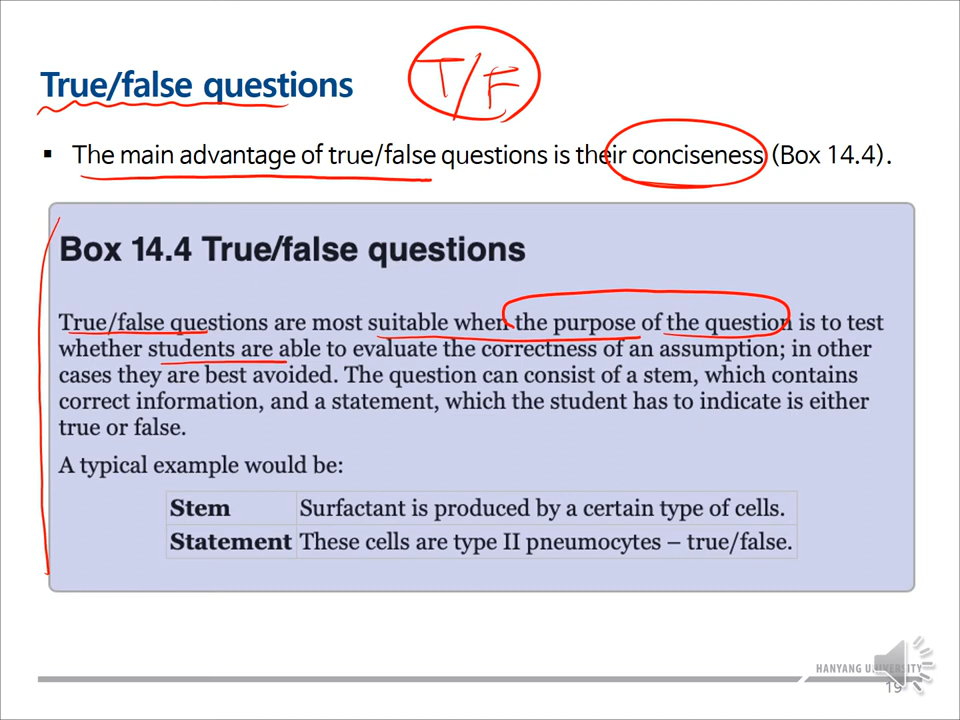 True/false questions
T/F
▪ The main advantage of true/false questions is their conciseness (Box 14.4).
Box 14.4 True/false questions
True/false questions are most suitable when the purpose of the question is to test
whether students are able to evaluate the correctness of an assumption; in other
cases they are best avoided. The question can consist of a stem, which contains
correct information, and a statement, which the student has to indicate is either
true or false.
A typical example would be:
Stem Surfactant is produced by a certain type of cells.
Statement These cells are type II pneumocytes – true/false.
HANYANG UNIVERSITY
19